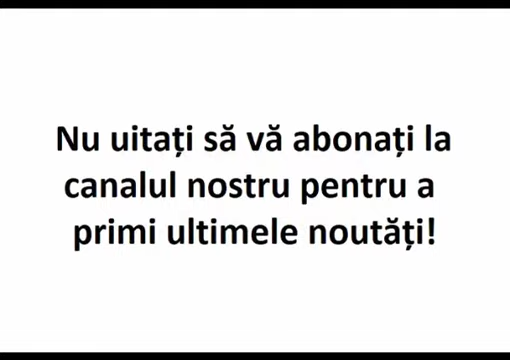 Nu uitați să vă abonați la
canalul nostru pentru a
primi ultimele noutăți!